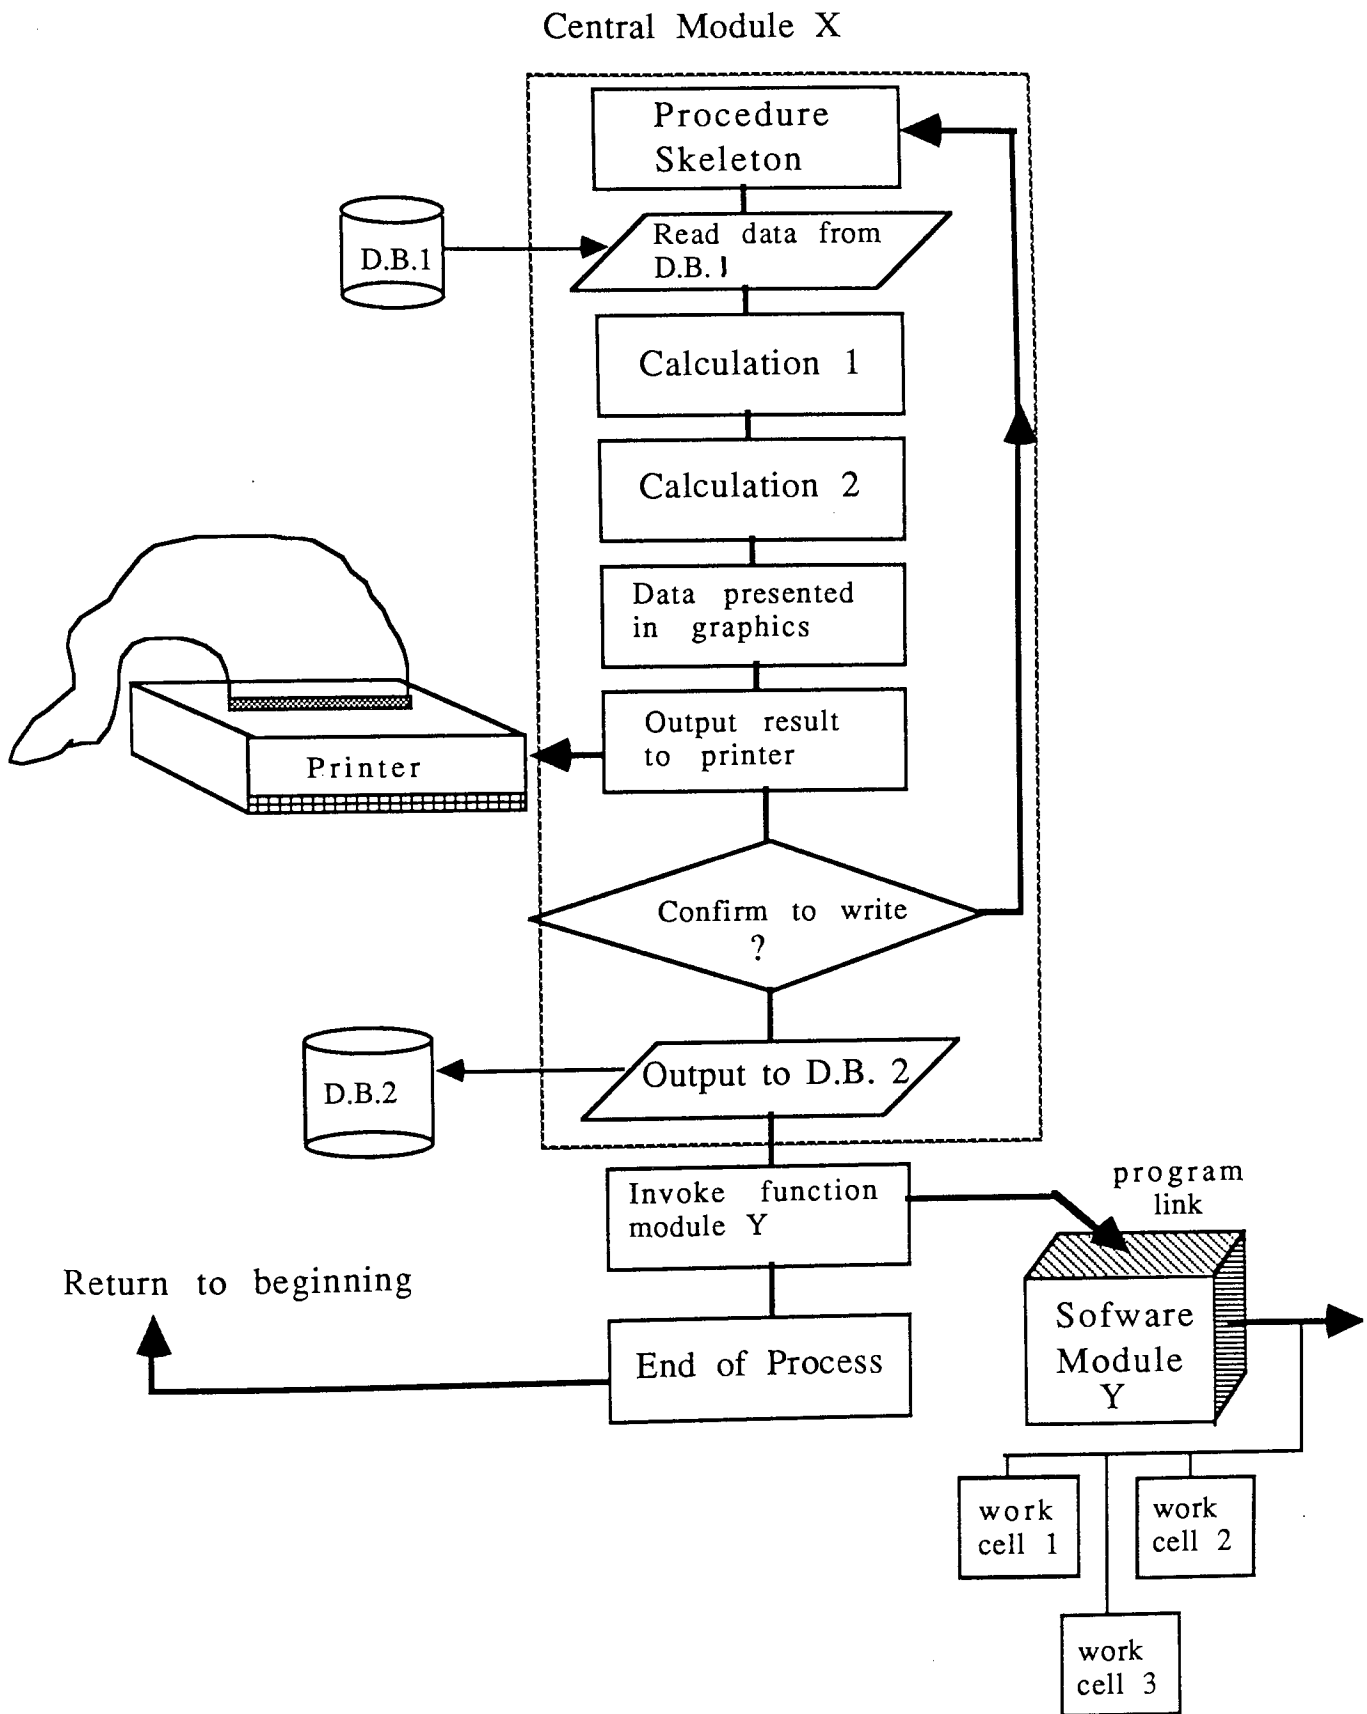 Central Module X
Procedure
Skeleton
D.B.1
Read data from
D.B.1
Calculation 1
Calculation 2
Data presented
in graphics
Output result
to printer
Printer
Confirm to write
?
Output to D.B. 2
D.B.2
Invoke function
module Y
program
link
Return to beginning
Sofware
Module
Y
End of Process
work
cell 1
work
cell 2
work
cell 3